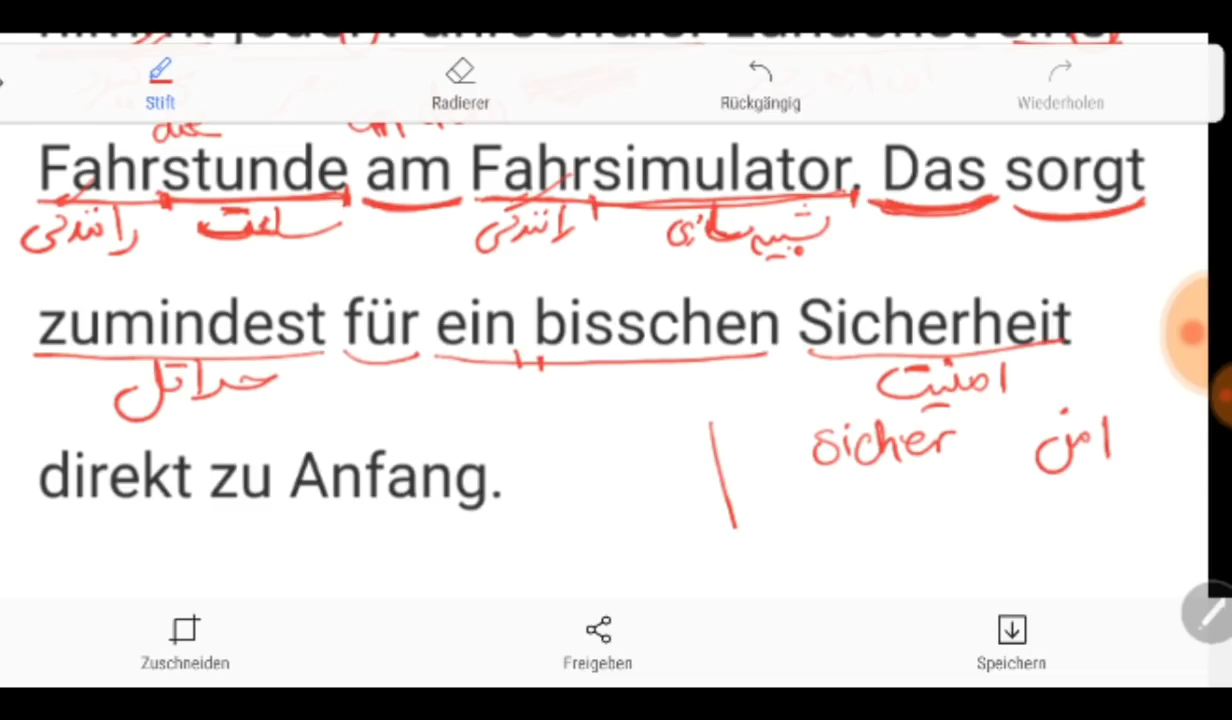 Stift Radierer Rückgängig Wiederholen
Fahrstunde am Fahrsimulator. Das sorgt
رانندگی ساعت رانندگی شبیه سازی
zumindest für ein bisschen Sicherheit
حداقل امنیت
sicher امن
direkt zu Anfang.
Zuschneiden Freigeben Speichern